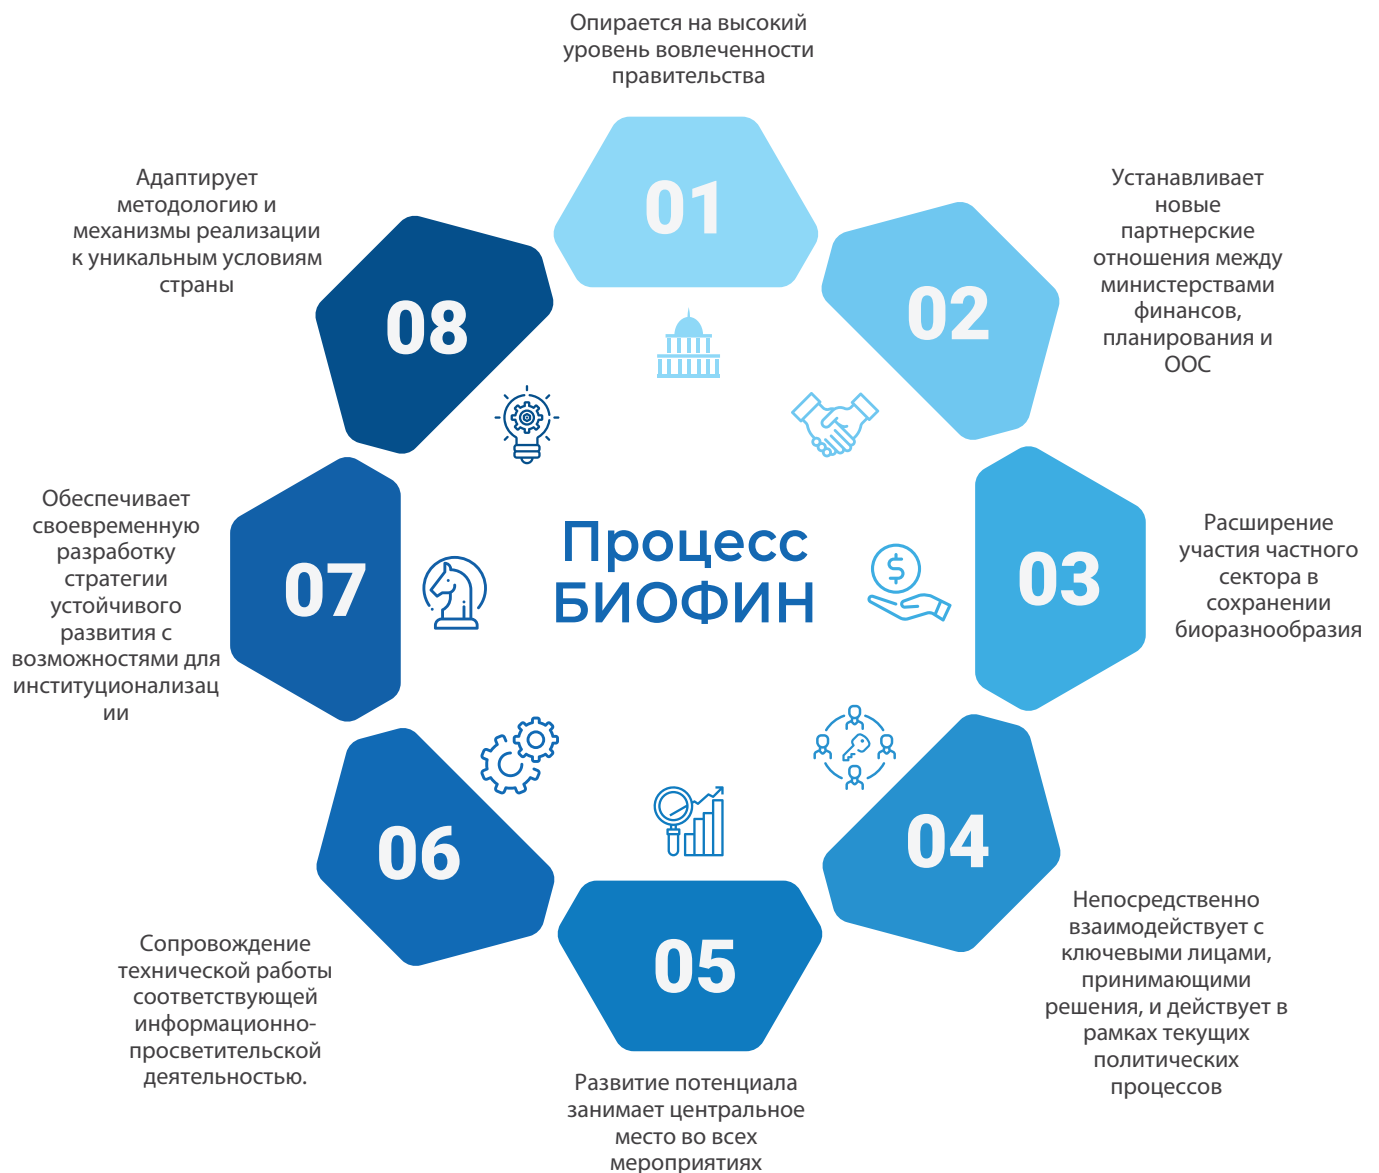 Опирается на высокий
уровень вовлеченности
правительства
01
Устанавливает
новые
партнерские
отношения между
министерствами
финансов,
планирования и
ООС
02
Расширение
участия частного
сектора в
сохранении
биоразнообразия
03
Непосредственно
взаимодействует с
ключевыми лицами,
принимающими
решения, и действует в
рамках текущих
политических
процессов
04
Развитие потенциала
занимает центральное
место во всех
мероприятиях
05
Сопровождение
технической работы
соответствующей
информационно-
просветительской
деятельностью.
06
Обеспечивает
своевременную
разработку
стратегии
устойчивого
развития с
возможностями для
институционализац
ии
07
Адаптирует
методологию и
механизмы реализации
к уникальным условиям
страны
08
Процесс
БИОФИН